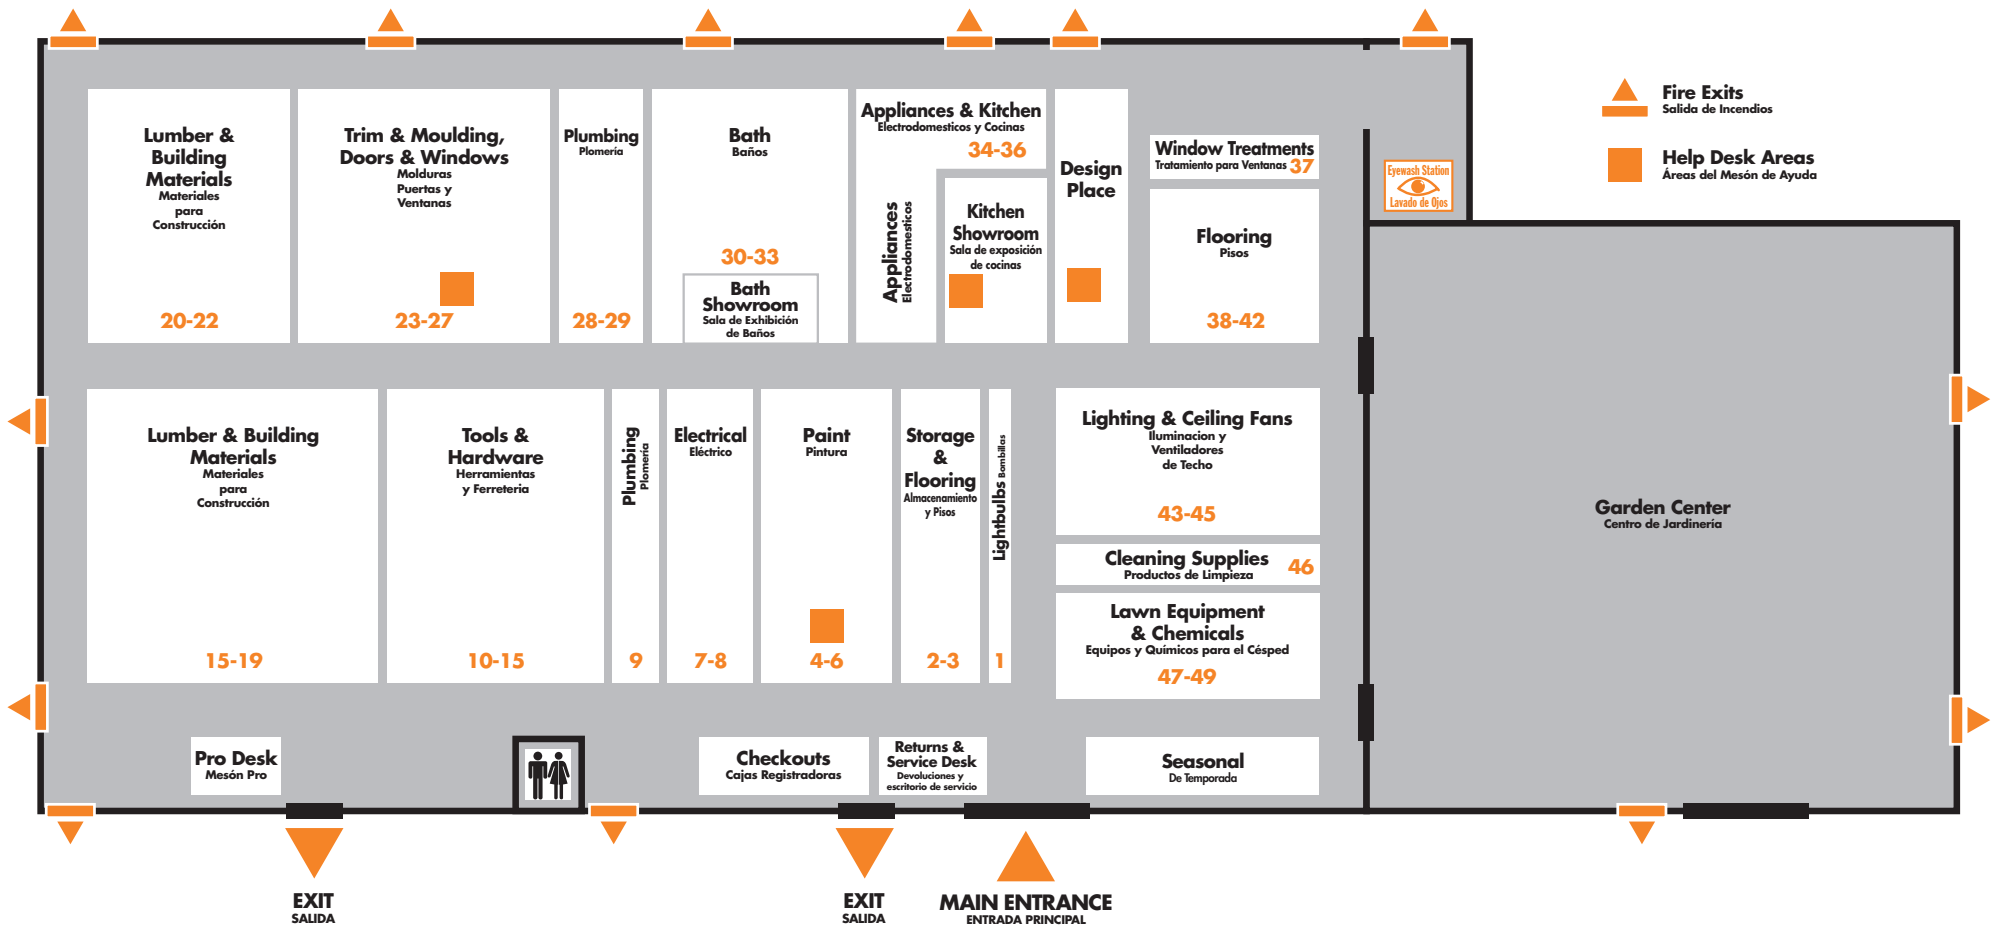 Lumber &
Building
Materials
Materiales
para
Construcción
20-22
Trim & Moulding,
Doors & Windows
Molduras
Puertas y
Ventanas
23-27
Plumbing
Plomería
28-29
Bath
Baños
30-33
Bath
Showroom
Sala de Exhibición
de Baños
Appliances & Kitchen
Electrodomesticos y Cocinas
34-36
Appliances
Electrodomesticos
Kitchen
Showroom
Sala de exposición
de cocinas
Design
Place
Window Treatments
Tratamiento para Ventanas 37
Flooring
Pisos
38-42
Eyewash Station
Lavado de Ojos
Fire Exits
Salida de Incendios
Help Desk Areas
Áreas del Mesón de Ayuda
Lumber & Building
Materials
Materiales
para
Construcción
15-19
Tools &
Hardware
Herramientas
y Ferreteria
10-15
Plumbing
Plomería
9
Electrical
Eléctrico
7-8
Paint
Pintura
4-6
Storage
&
Flooring
Almacenamiento
y Pisos
2-3
Lightbulbs Bombillas
1
Lighting & Ceiling Fans
Iluminacion y
Ventiladores
de Techo
43-45
Cleaning Supplies
Productos de Limpieza
46
Lawn Equipment
& Chemicals
Equipos y Químicos para el Césped
47-49
Garden Center
Centro de Jardinería
Pro Desk
Mesón Pro
Checkouts
Cajas Registradoras
Returns &
Service Desk
Devoluciones y
escritorio de servicio
Seasonal
De Temporada
EXIT
SALIDA
EXIT
SALIDA
MAIN ENTRANCE
ENTRADA PRINCIPAL